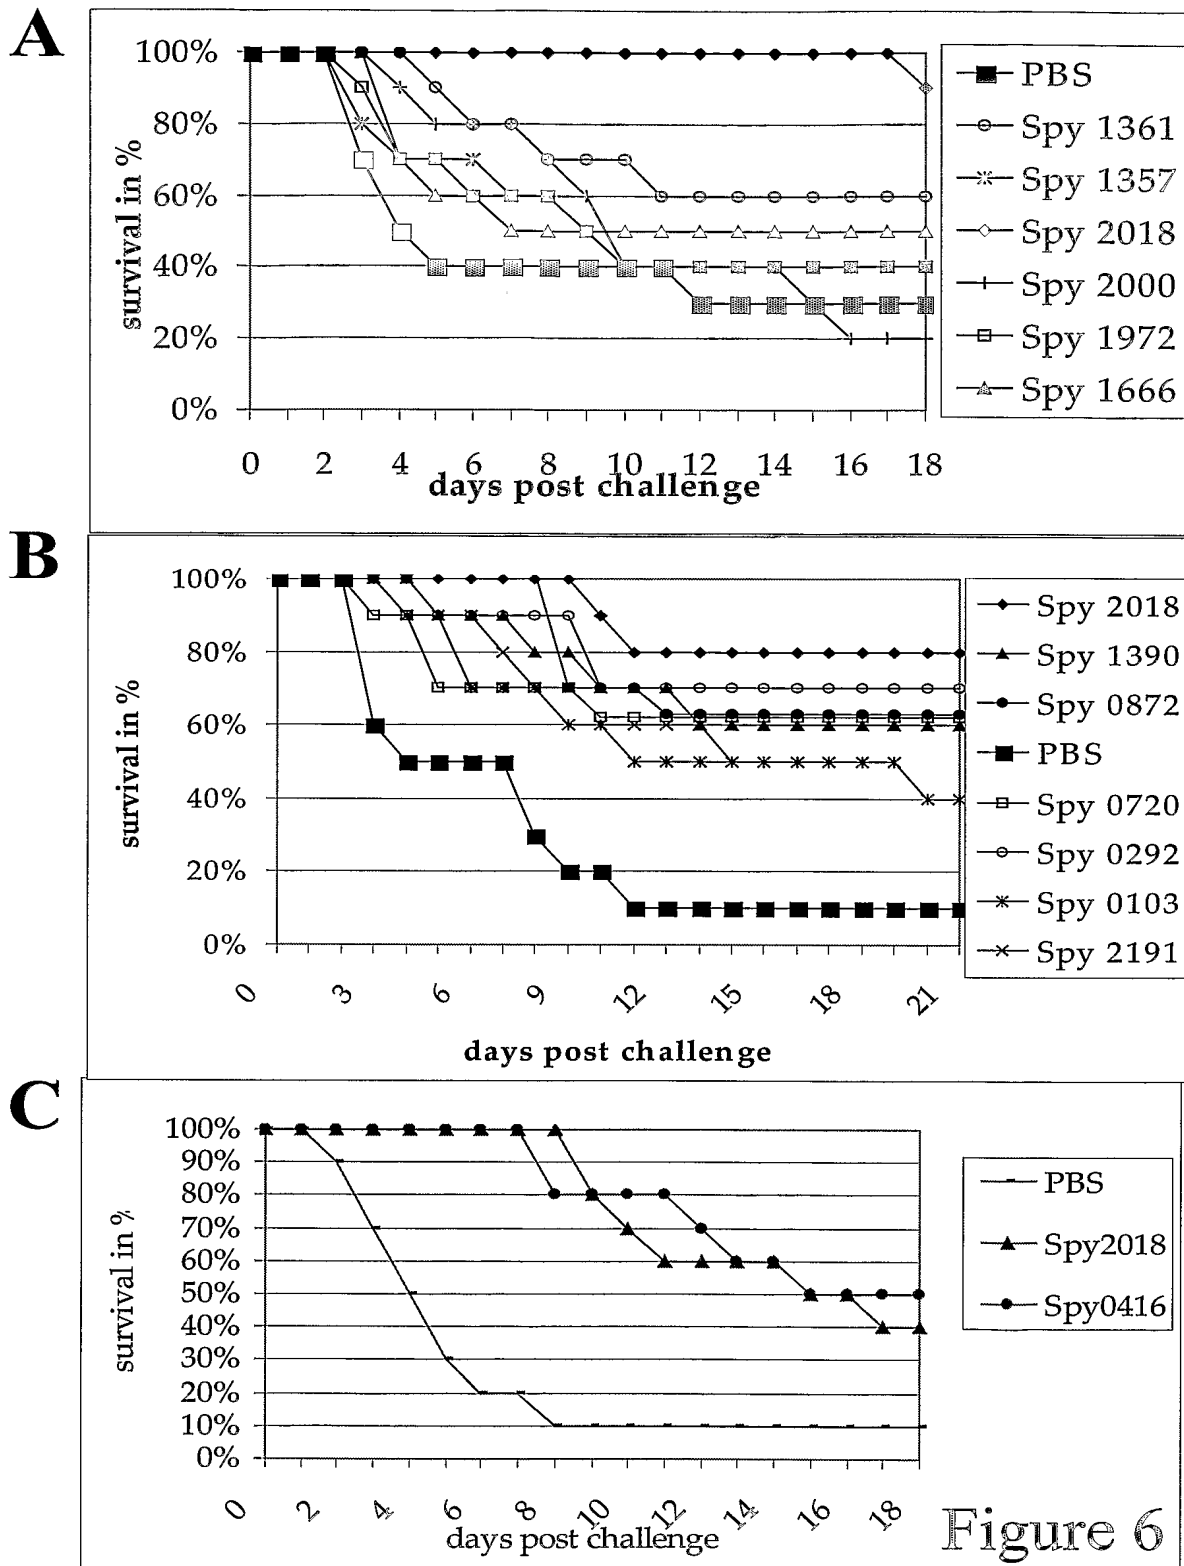 A
100%
80%
60%
40%
20%
0%
survival in %
0 2 4 6 8 10 12 14 16 18
days post challenge
PBS
Spy 1361
Spy 1357
Spy 2018
Spy 2000
Spy 1972
Spy 1666
B
100%
80%
60%
40%
20%
0%
survival in %
0 3 6 9 12 15 18 21
days post challenge
Spy 2018
Spy 1390
Spy 0872
PBS
Spy 0720
Spy 0292
Spy 0103
Spy 2191
C
100%
90%
80%
70%
60%
50%
40%
30%
20%
10%
0%
survival in %
0 2 4 6 8 10 12 14 16 18
days post challenge
PBS
Spy2018
Spy0416
Figure 6